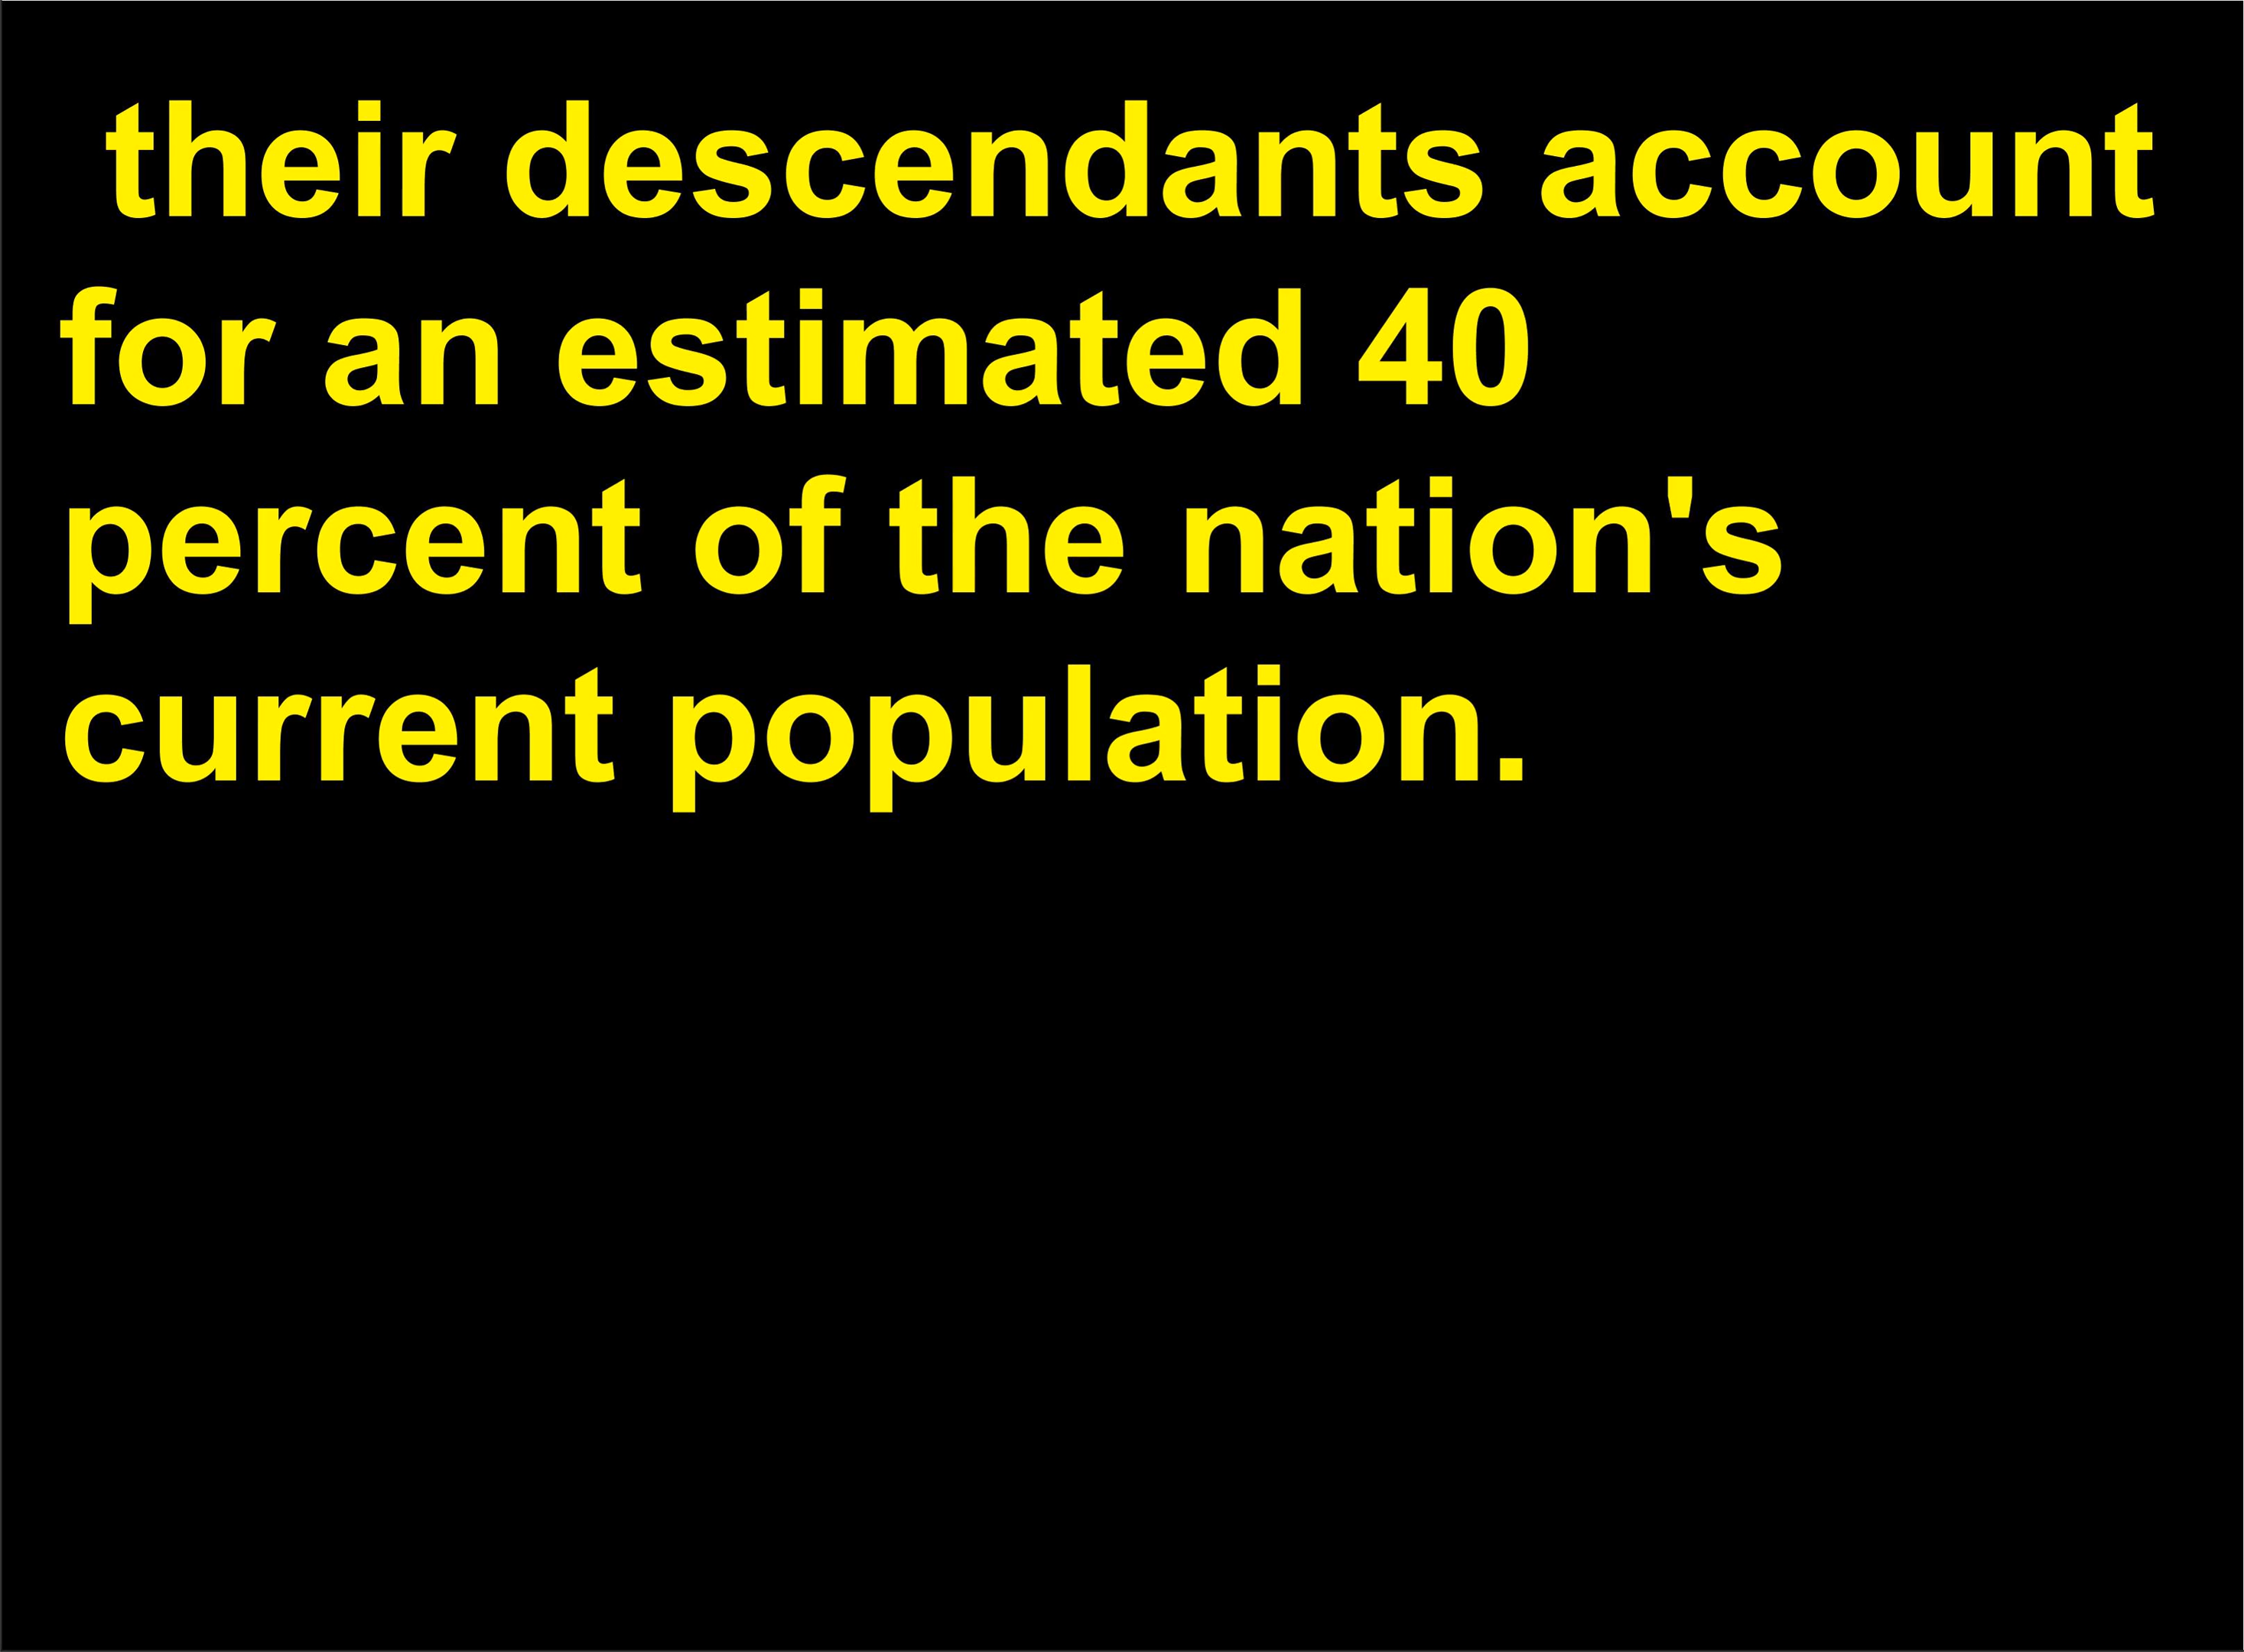 their descendants account
for an estimated 40
percent of the nation's
current population.